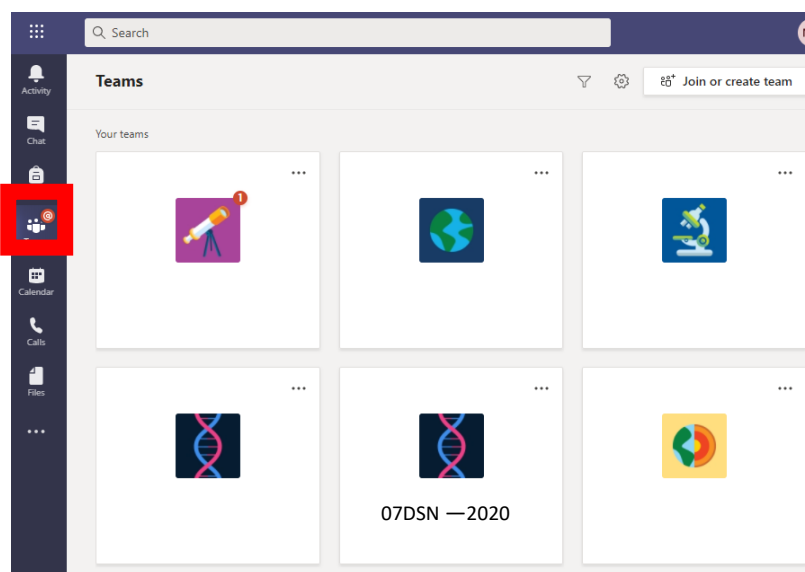 Search
Teams
Join or create team
Activity
Your teams
Chat
1
@
Calendar
Calls
Files
07DSN —2020